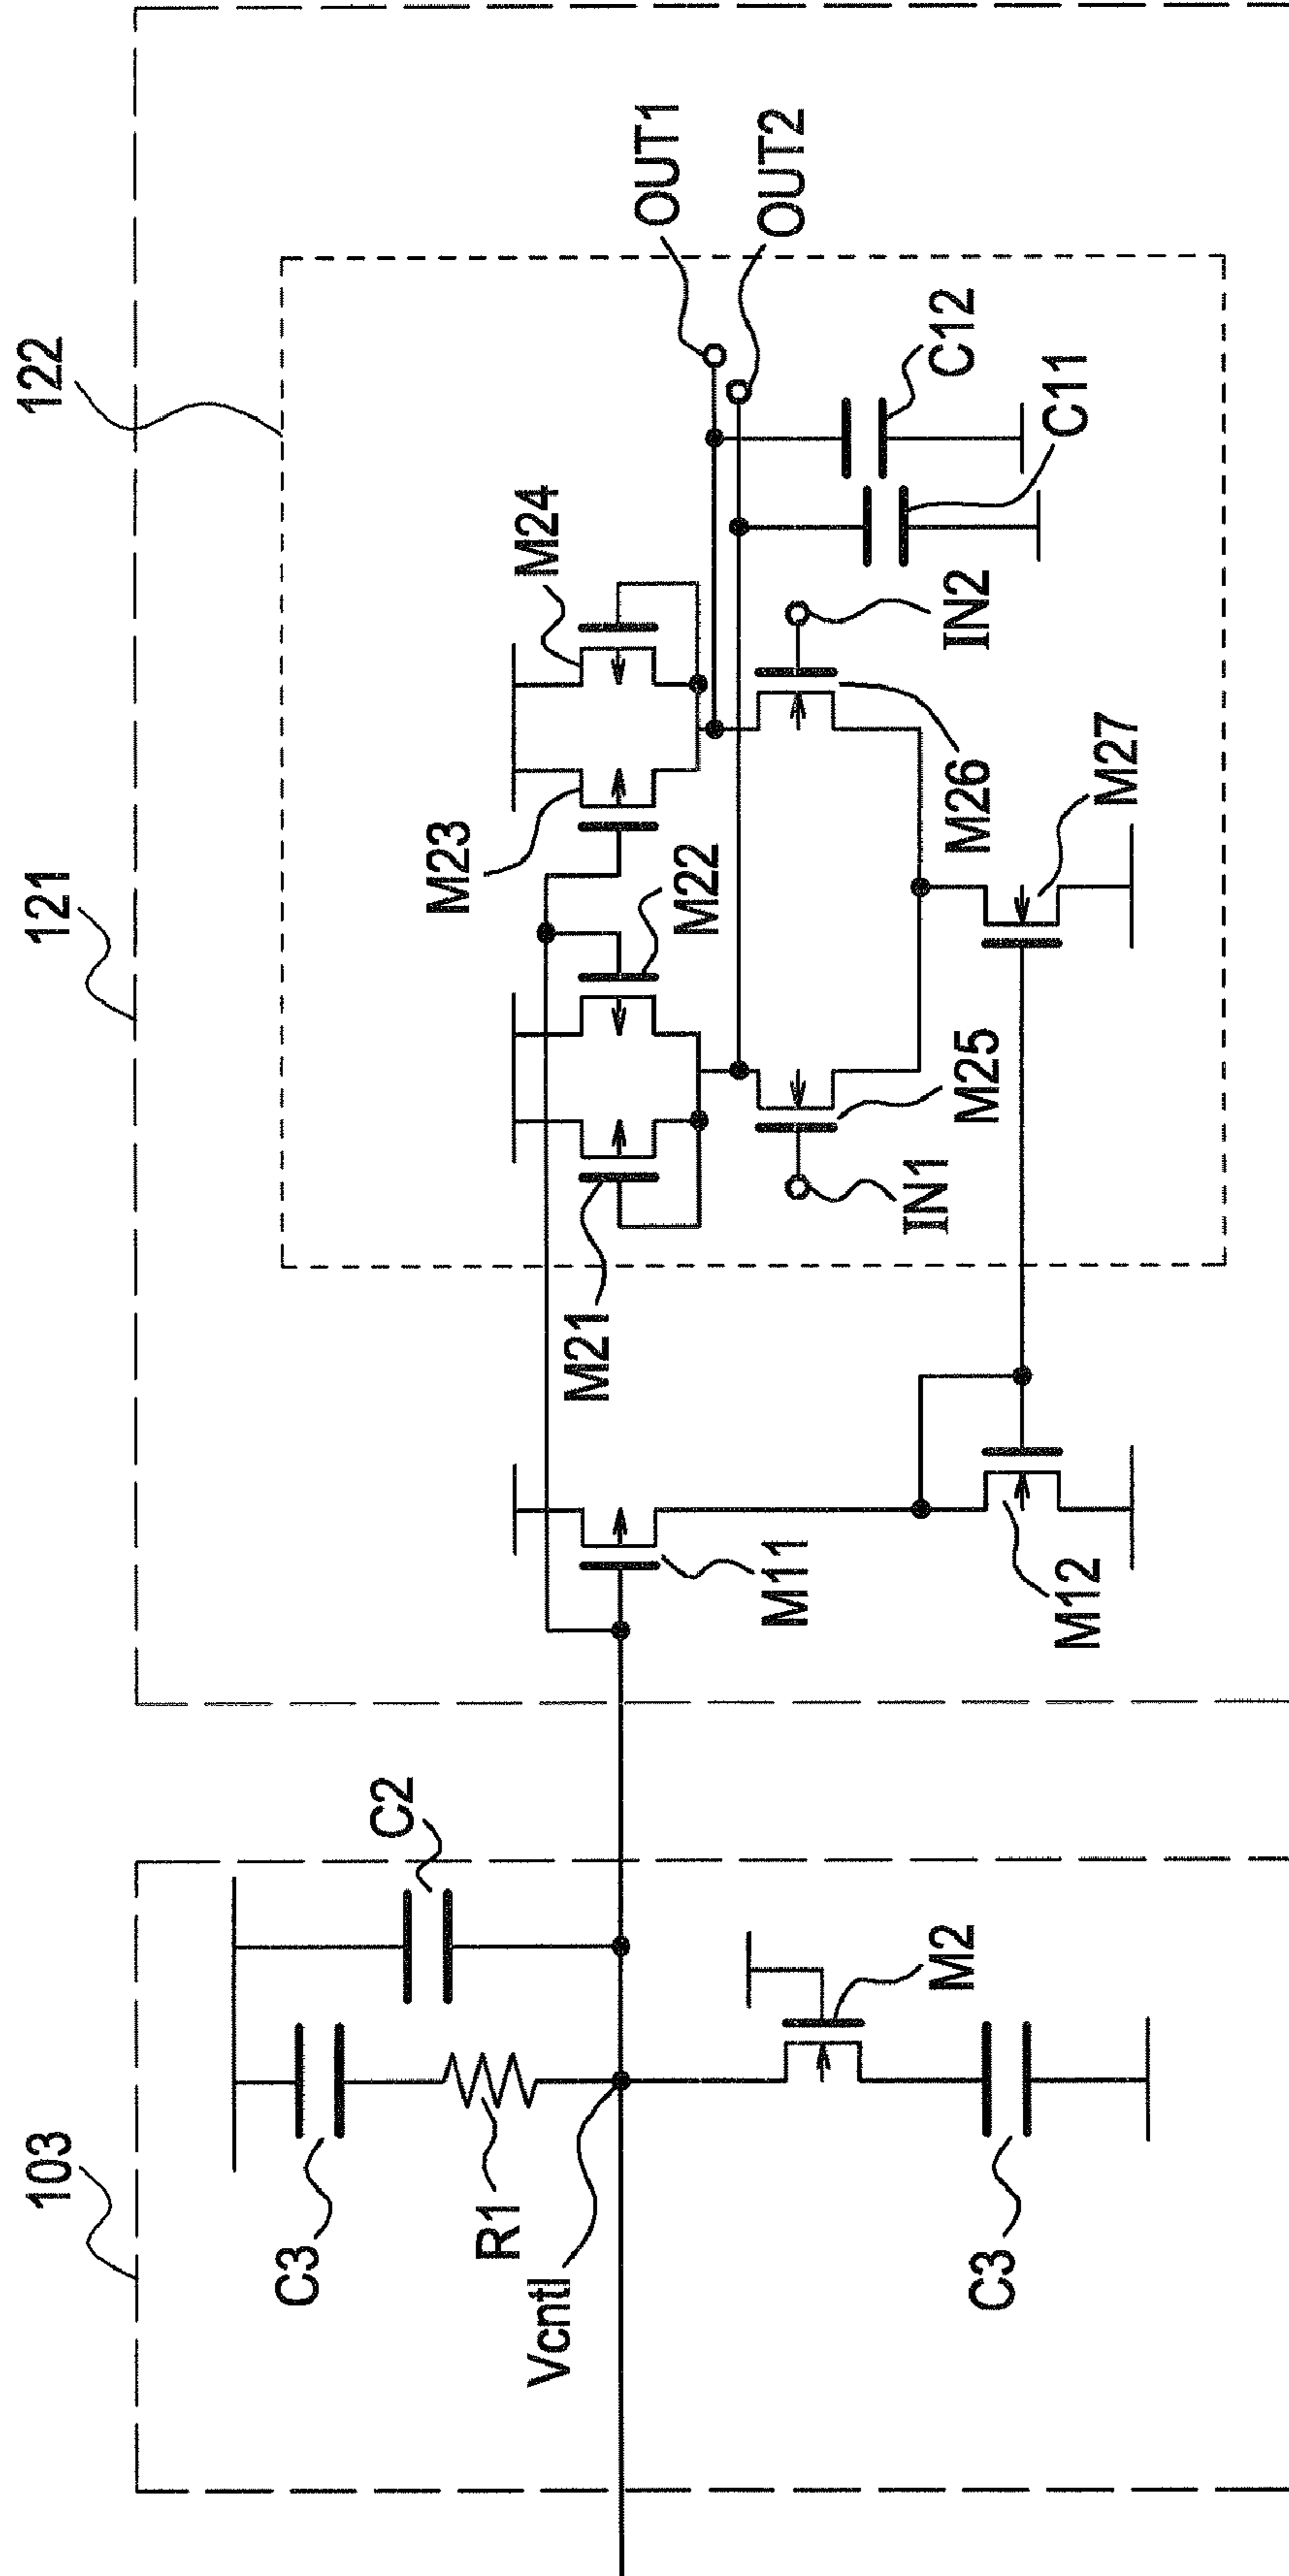 103
C3
C2
R1
Vcntl
M2
C3
121
122
M11
M12
M21
M22
M23
M24
OUT1
OUT2
IN1
M25
M26
IN2
C12
C11
M27